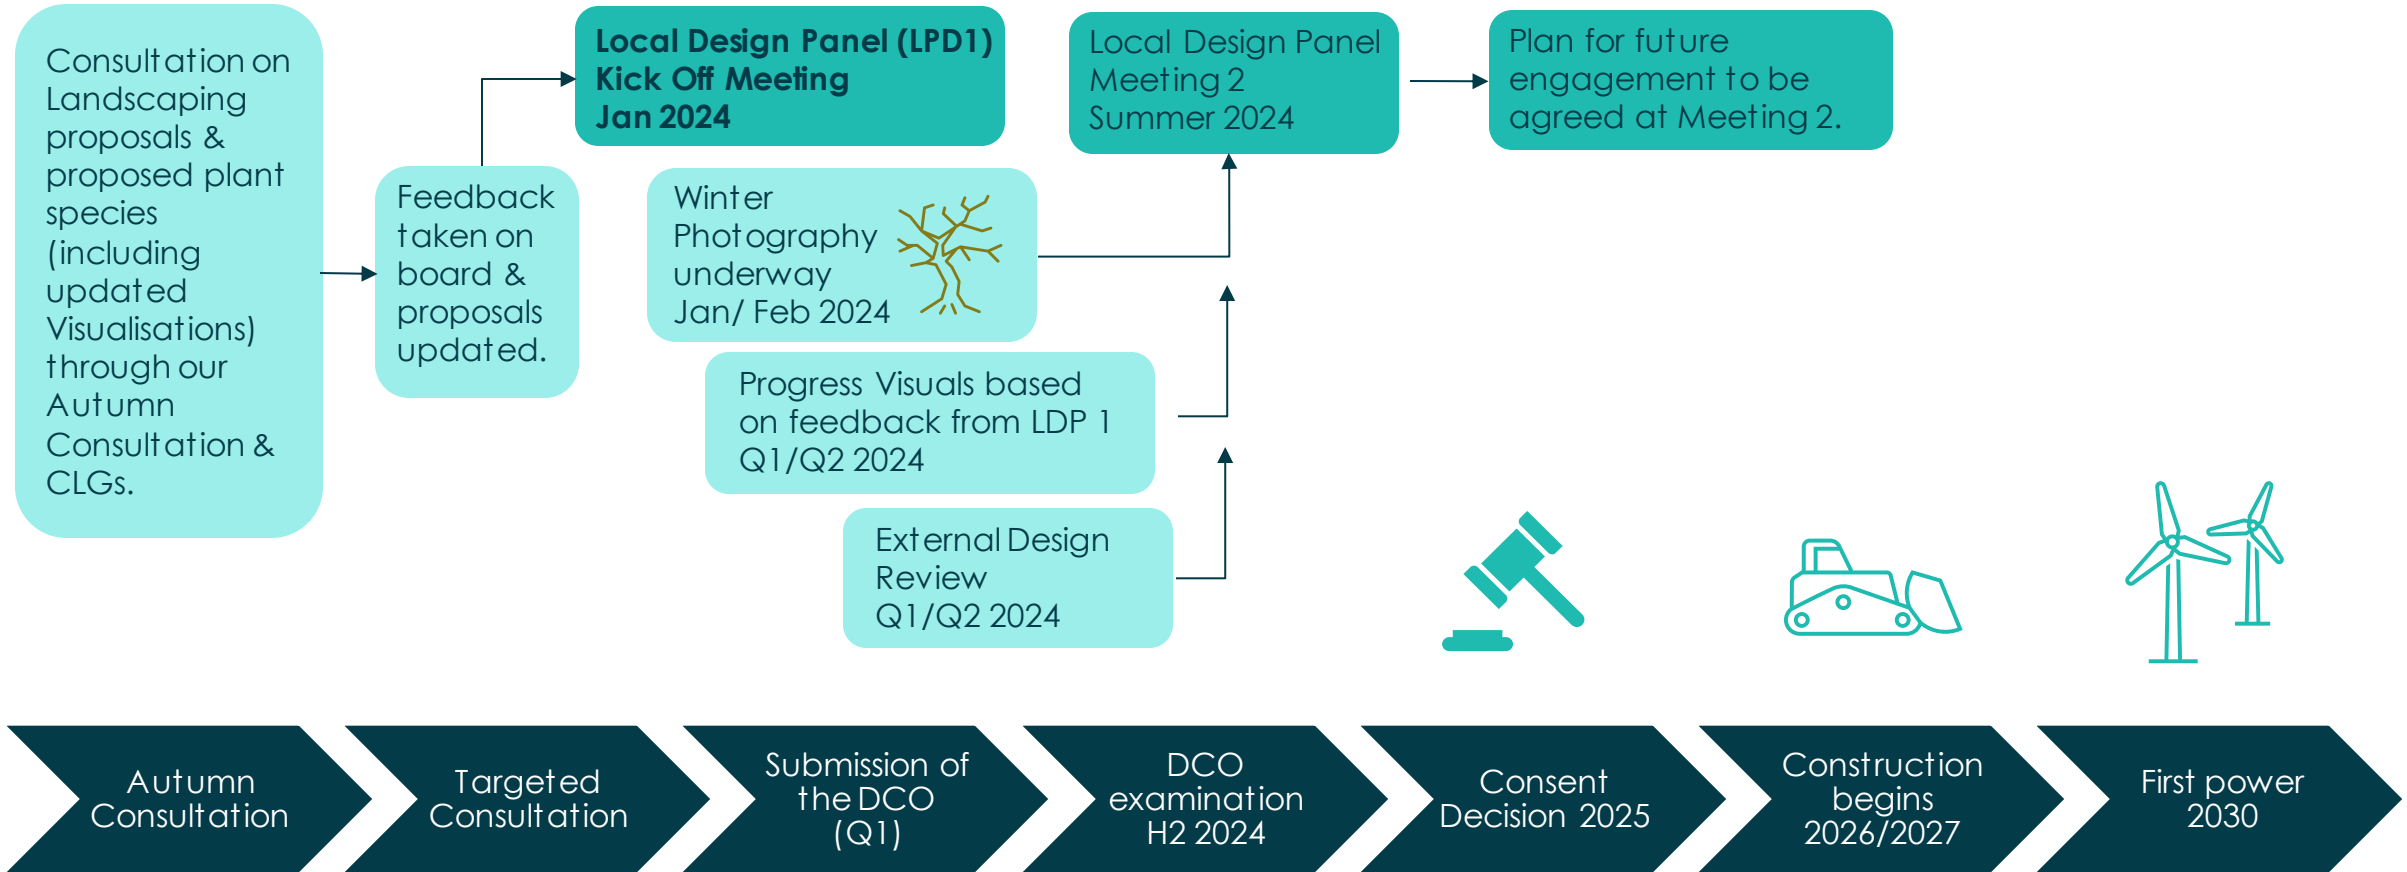 Consultation on
Landscaping
proposals &
proposed plant
species
(including
updated
Visualisations)
through our
Autumn
Consultation &
CLGs.
Feedback
taken on
board &
proposals
updated.
Local Design Panel (LPD1)
Kick Off Meeting
Jan 2024
Winter
Photography
underway
Jan/ Feb 2024
Progress Visuals based
on feedback from LDP 1
Q1/Q2 2024
External Design
Review
Q1/Q2 2024
Local Design Panel
Meeting 2
Summer 2024
Plan for future
engagement to be
agreed at Meeting 2.
Autumn
Consultation
Targeted
Consultation
Submission of
the DCO
(Q1)
DCO
examination
H2 2024
Consent
Decision 2025
Construction
begins
2026/2027
First power
2030